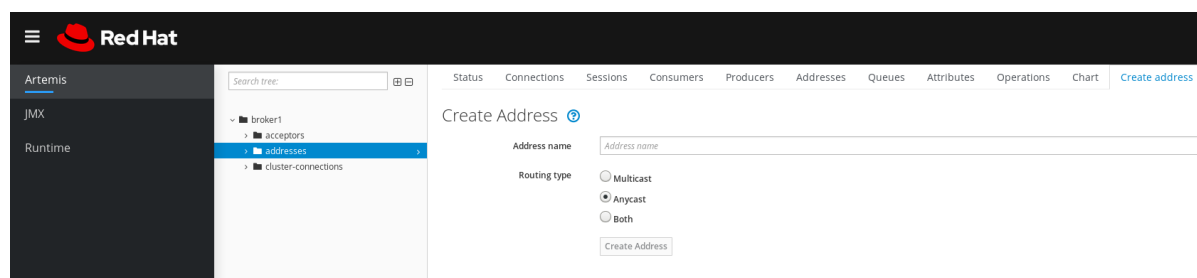 Red Hat
Artemis
JMX
Runtime
Search tree:
broker1
acceptors
addresses
cluster-connections
Status Connections Sessions Consumers Producers Addresses Queues Attributes Operations Chart Create address
Create Address
Address name Address name
Routing type Multicast
Anycast
Both
Create Address